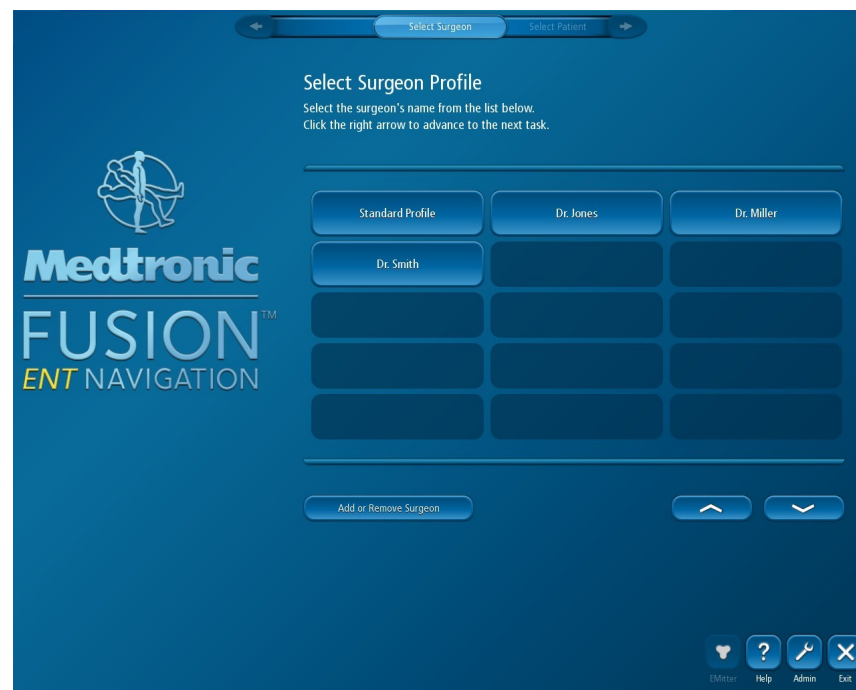 Select Surgeon
Select Patient
Select Surgeon Profile
Select the surgeon's name from the list below.
Click the right arrow to advance to the next task.
Standard Profile
Dr. Jones
Dr. Miller
Dr. Smith
Medtronic
FUSION™
ENT NAVIGATION
Add or Remove Surgeon
EMitter
Help
Admin
Exit